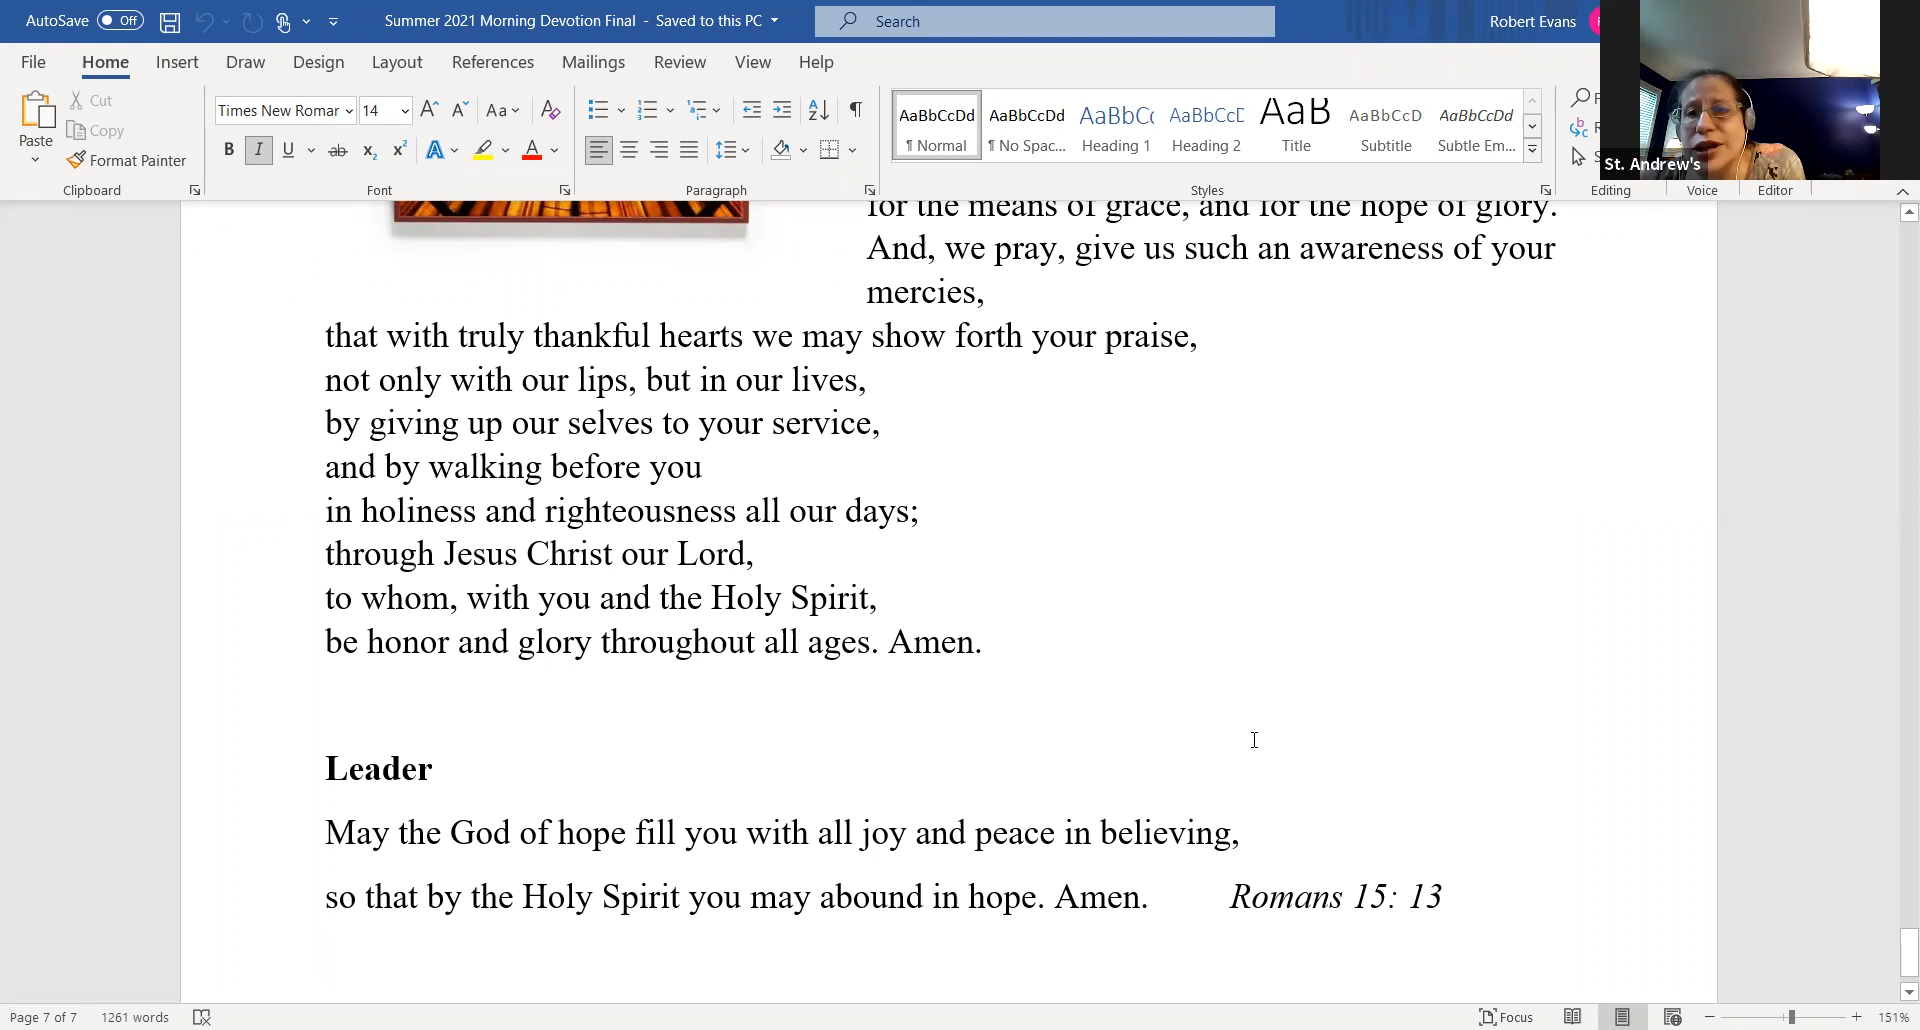 AutoSave Off Summer 2021 Morning Devotion Final - Saved to this PC Search Robert Evans
File Home Insert Draw Design Layout References Mailings Review View Help
Paste Cut Copy Format Painter
Times New Romar 14
AaBbCcDd AaBbCcDd AaBbCc AaBbCcD AaB AaBbCcD AaBbCcDd
¶ Normal ¶ No Spac... Heading 1 Heading 2 Title Subtitle Subtle Em...
St. Andrew's
Clipboard Font Paragraph Styles Editing Voice Editor
for the means of grace, and for the hope of glory.
And, we pray, give us such an awareness of your
mercies,
that with truly thankful hearts we may show forth your praise,
not only with our lips, but in our lives,
by giving up our selves to your service,
and by walking before you
in holiness and righteousness all our days;
through Jesus Christ our Lord,
to whom, with you and the Holy Spirit,
be honor and glory throughout all ages. Amen.
Leader
May the God of hope fill you with all joy and peace in believing,
so that by the Holy Spirit you may abound in hope. Amen. Romans 15: 13
Page 7 of 7 1261 words Focus 151%